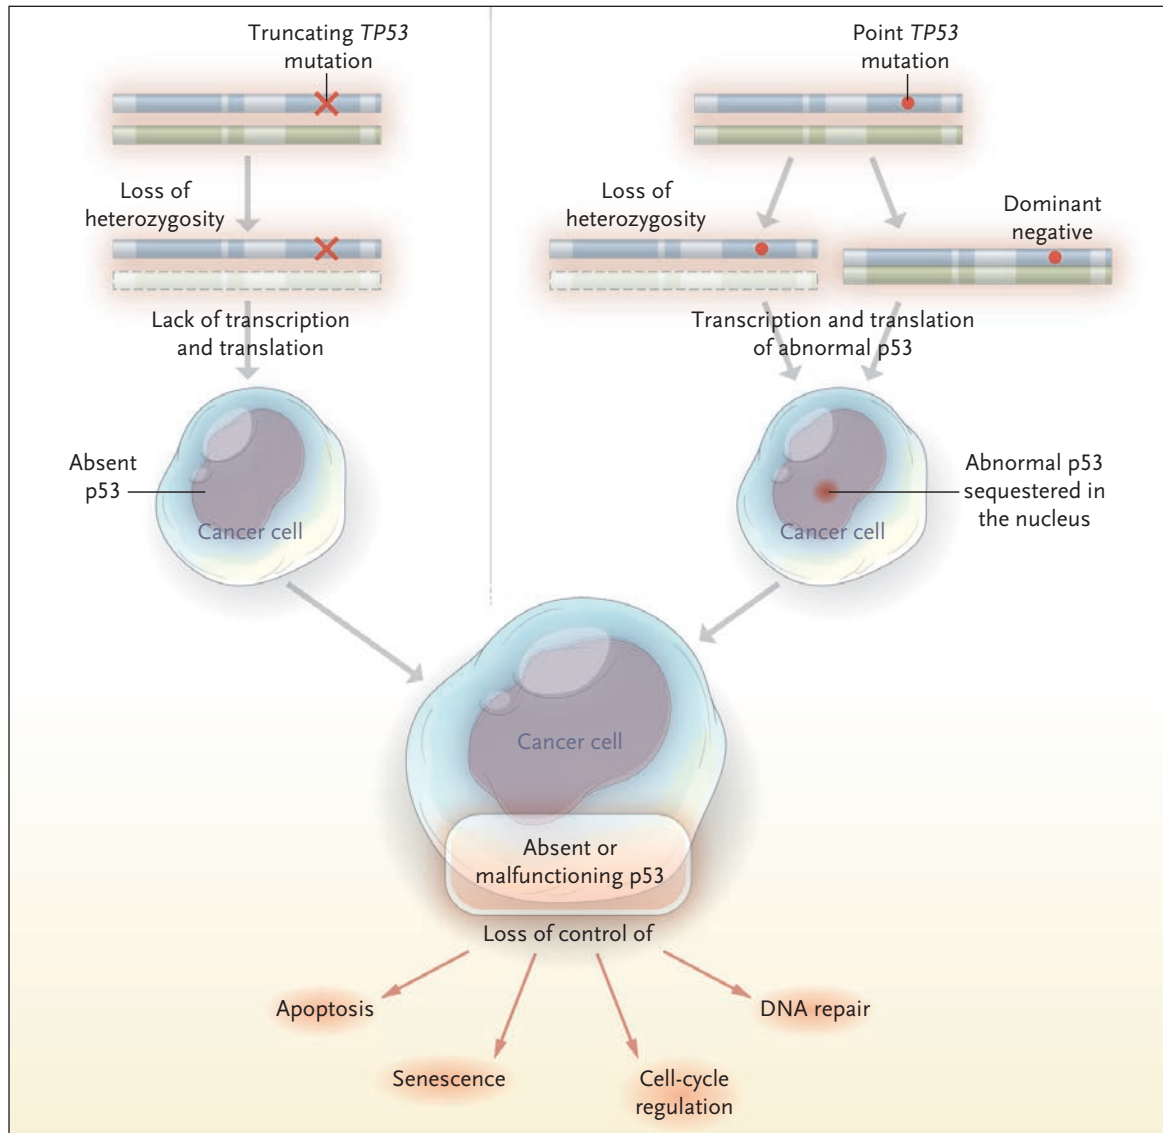 Truncating TP53
mutation
Point TP53
mutation
Loss of
heterozygosity
Loss of
heterozygosity
Dominant
negative
Lack of transcription
and translation
Transcription and translation
of abnormal p53
Absent
p53
Cancer cell
Abnormal p53
sequestered in
the nucleus
Cancer cell
Cancer cell
Absent or
malfunctioning p53
Loss of control of
Apoptosis
DNA repair
Senescence
Cell-cycle
regulation